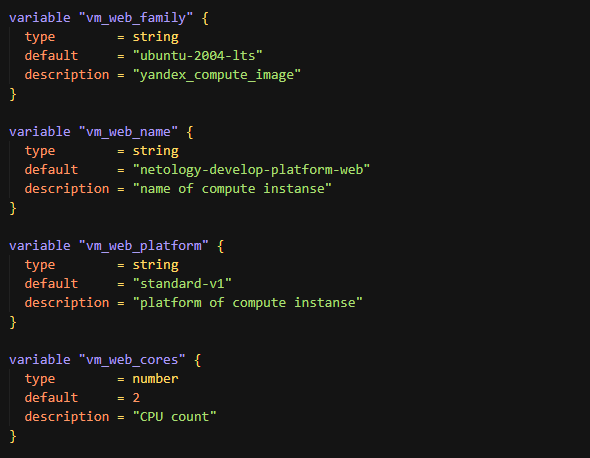 variable "vm_web_family" {
  type        = string
  default     = "ubuntu-2004-lts"
  description = "yandex_compute_image"
}

variable "vm_web_name" {
  type        = string
  default     = "netology-develop-platform-web"
  description = "name of compute instanse"
}

variable "vm_web_platform" {
  type        = string
  default     = "standard-v1"
  description = "platform of compute instanse"
}

variable "vm_web_cores" {
  type        = number
  default     = 2
  description = "CPU count"
}